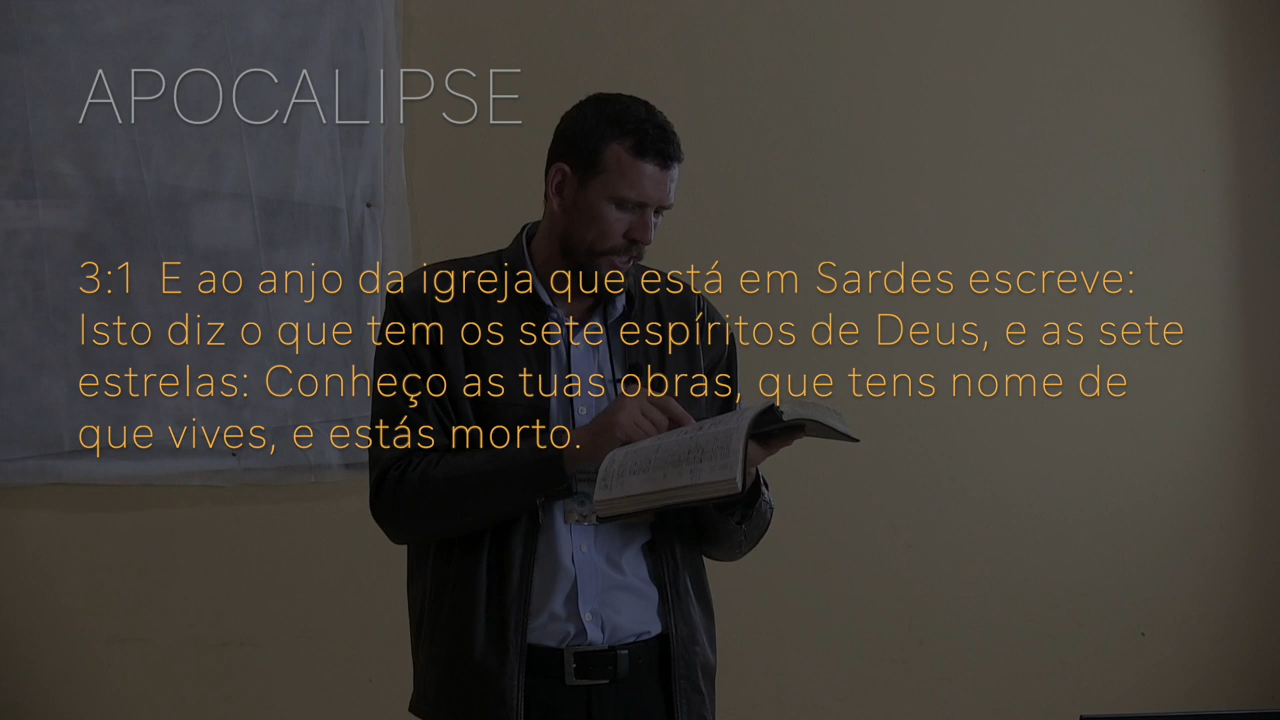 APOCALIPSE
3:1 E ao anjo da igreja que está em Sardes escreve:
Isto diz o que tem os sete espíritos de Deus, e as sete
estrelas: Conheço as tuas obras, que tens nome de
que vives, e estás morto.